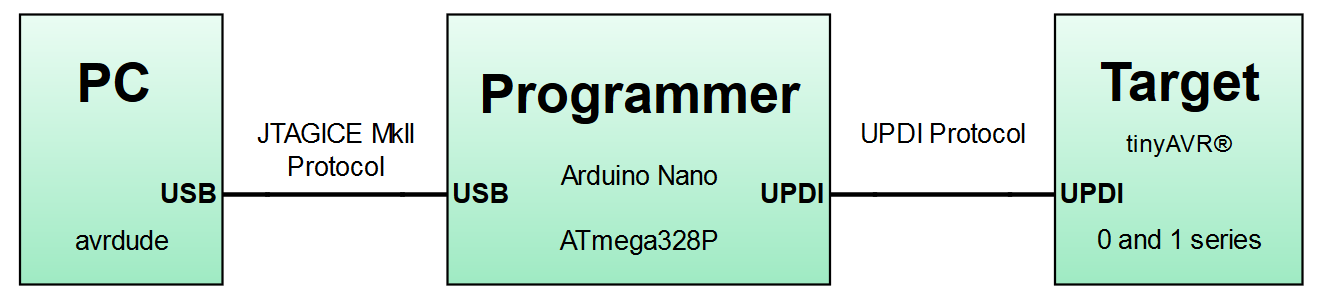 PC
USB
avrdude
JTAGICE MkII
Protocol
Programmer
Arduino Nano
USB
UPDI
ATmega328P
UPDI Protocol
Target
tinyAVR®
UPDI
0 and 1 series